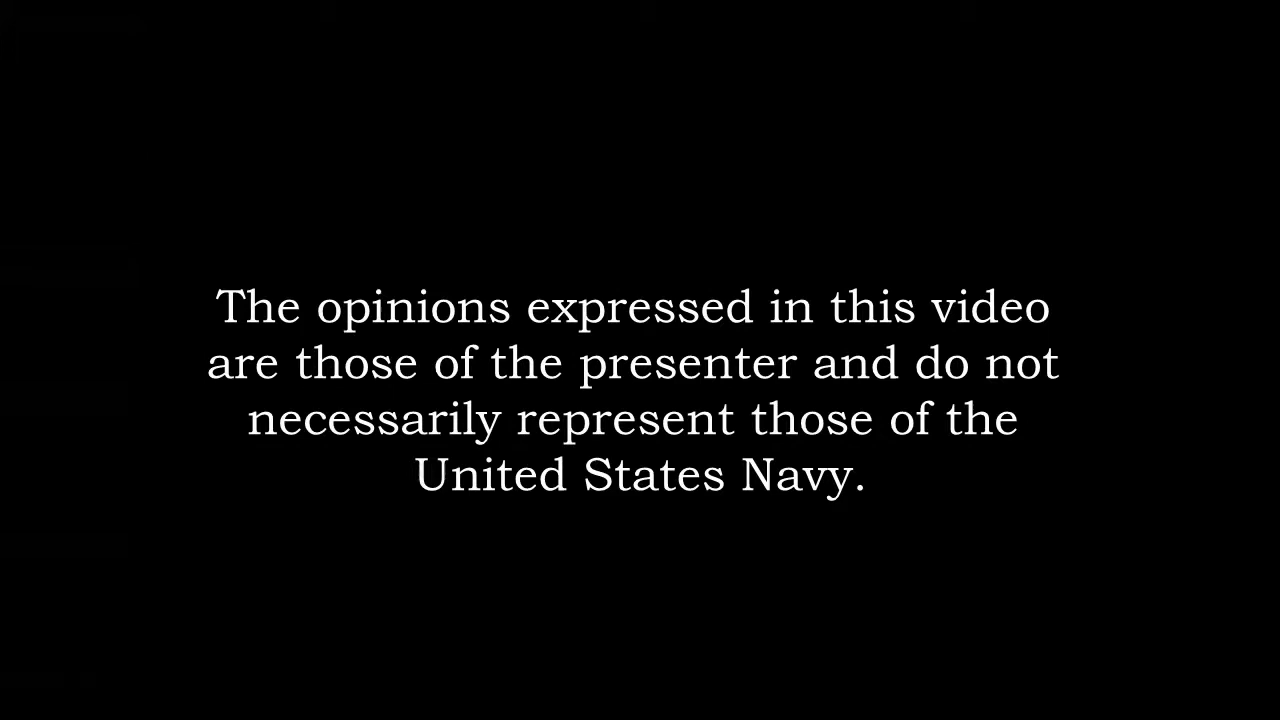 The opinions expressed in this video
are those of the presenter and do not
necessarily represent those of the
United States Navy.